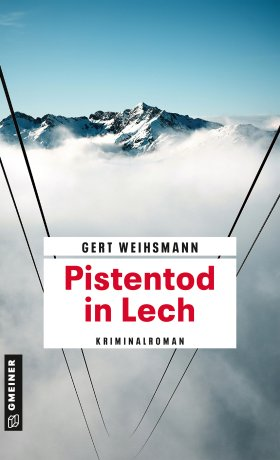 GERT WEIHSMANN
Pistentod
in Lech
KRIMINALROMAN
GMEINER